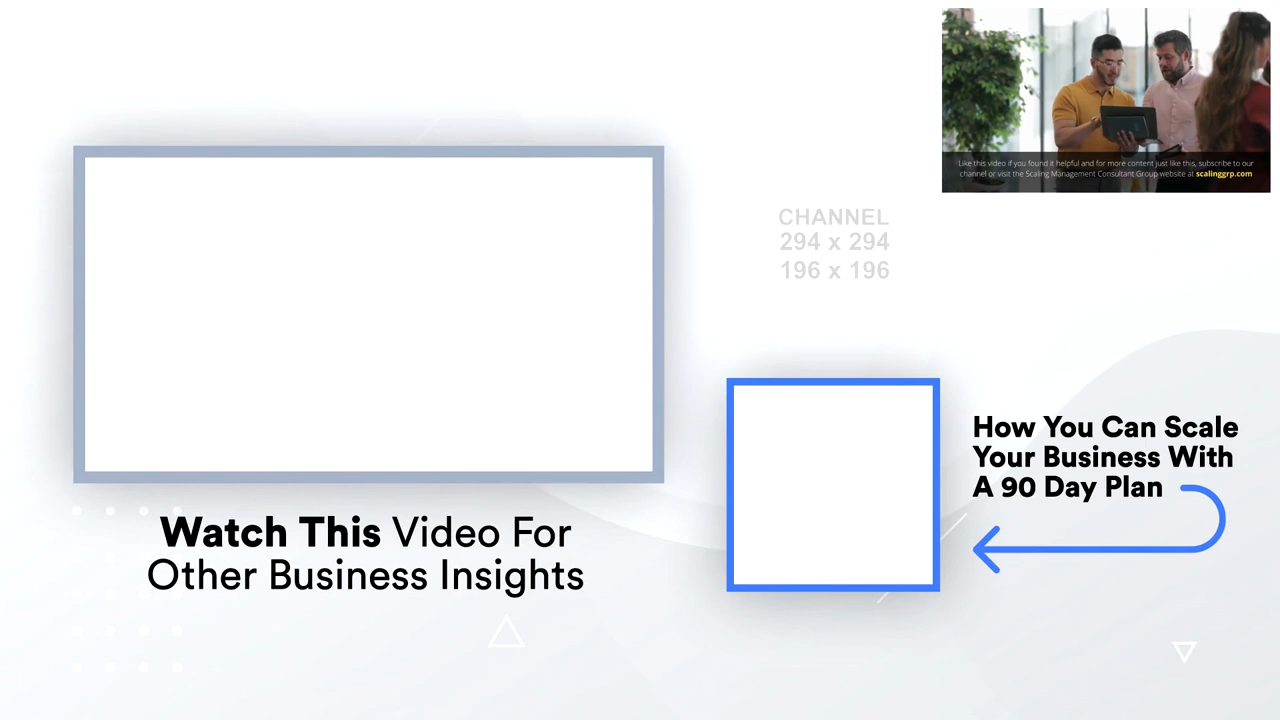 Like this video if you found it helpful and for more content just like this, subscribe to our
channel or visit the Scaling Management Consultant Group website at scalinggrp.com
CHANNEL
294 x 294
196 x 196
How You Can Scale
Your Business With
A 90 Day Plan
Watch This Video For
Other Business Insights